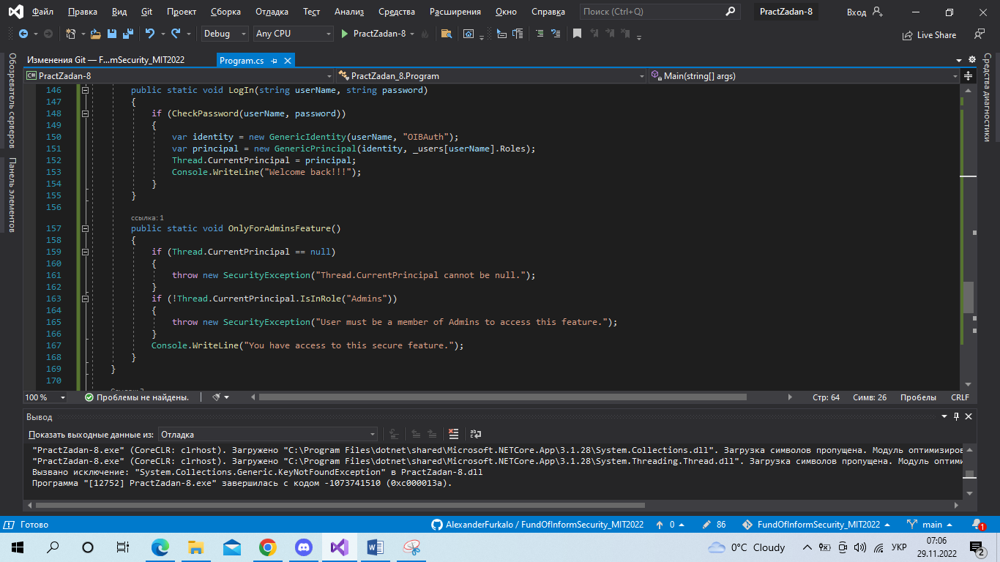 Файл Правка Вид Git Проект Сборка Отладка Тест Анализ Средства Расширения Окно Справка Поиск (Ctrl+Q) PractZadan-8 Вход
Debug Any CPU PractZadan-8 Live Share
Обозреватель серверов
Панель элементов
Средства диагностики
Изменения Git — F...mSecurity_MIT2022 Program.cs
C# PractZadan-8 PractZadan_8.Program Main(string[] args)
146 public static void LogIn(string userName, string password)
147 {
148 if (CheckPassword(userName, password))
149 {
150 var identity = new GenericIdentity(userName, "OIBAuth");
151 var principal = new GenericPrincipal(identity, _users[userName].Roles);
152 Thread.CurrentPrincipal = principal;
153 Console.WriteLine("Welcome back!!!");
154 }
155 }
156
ссылка: 1
157 public static void OnlyForAdminsFeature()
158 {
159 if (Thread.CurrentPrincipal == null)
160 {
161 throw new SecurityException("Thread.CurrentPrincipal cannot be null.");
162 }
163 if (!Thread.CurrentPrincipal.IsInRole("Admins"))
164 {
165 throw new SecurityException("User must be a member of Admins to access this feature.");
166 }
167 Console.WriteLine("You have access to this secure feature.");
168 }
169 }
170
100 % Проблемы не найдены. Стр: 64 Симв: 26 Пробелы CRLF
Вывод
Показать выходные данные из: Отладка
"PractZadan-8.exe" (CoreCLR: clrhost). Загружено "C:\Program Files\dotnet\shared\Microsoft.NETCore.App\3.1.28\System.Collections.dll". Загрузка символов пропущена. Модуль оптимизиров
"PractZadan-8.exe" (CoreCLR: clrhost). Загружено "C:\Program Files\dotnet\shared\Microsoft.NETCore.App\3.1.28\System.Threading.Thread.dll". Загрузка символов пропущена. Модуль оптими
Вызвано исключение: "System.Collections.Generic.KeyNotFoundException" в PractZadan-8.dll
Программа "[12752] PractZadan-8.exe" завершилась с кодом -1073741510 (0xc000013a).
Готово AlexanderFurkalo / FundOfInformSecurity_MIT2022 0 86 FundOfInformSecurity_MIT2022 main 1
0°C Cloudy УКР 07:06
29.11.2022 2